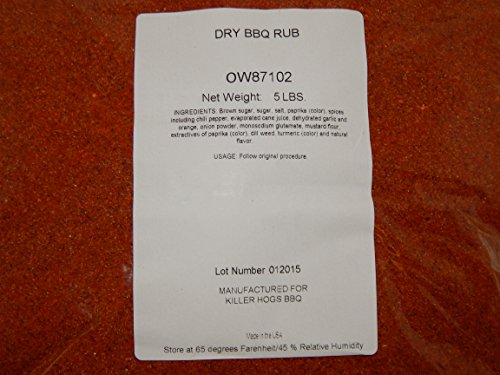 DRY BBQ RUB
OW87102
Net Weight: 5 LBS.
INGREDIENTS: Brown sugar, sugar, salt, paprika (color), spices
including chili pepper, evaporated cane juice, dehydrated garlic and
orange, onion powder, monosodium glutamate, mustard flour,
extractives of paprika (color), dill weed, turmeric (color) and natural
flavor.
USAGE: Follow original procedure.
Lot Number 012015
MANUFACTURED FOR
KILLER HOGS BBQ
Made in the USA
Store at 65 degrees Farenheit/45 % Relative Humidity